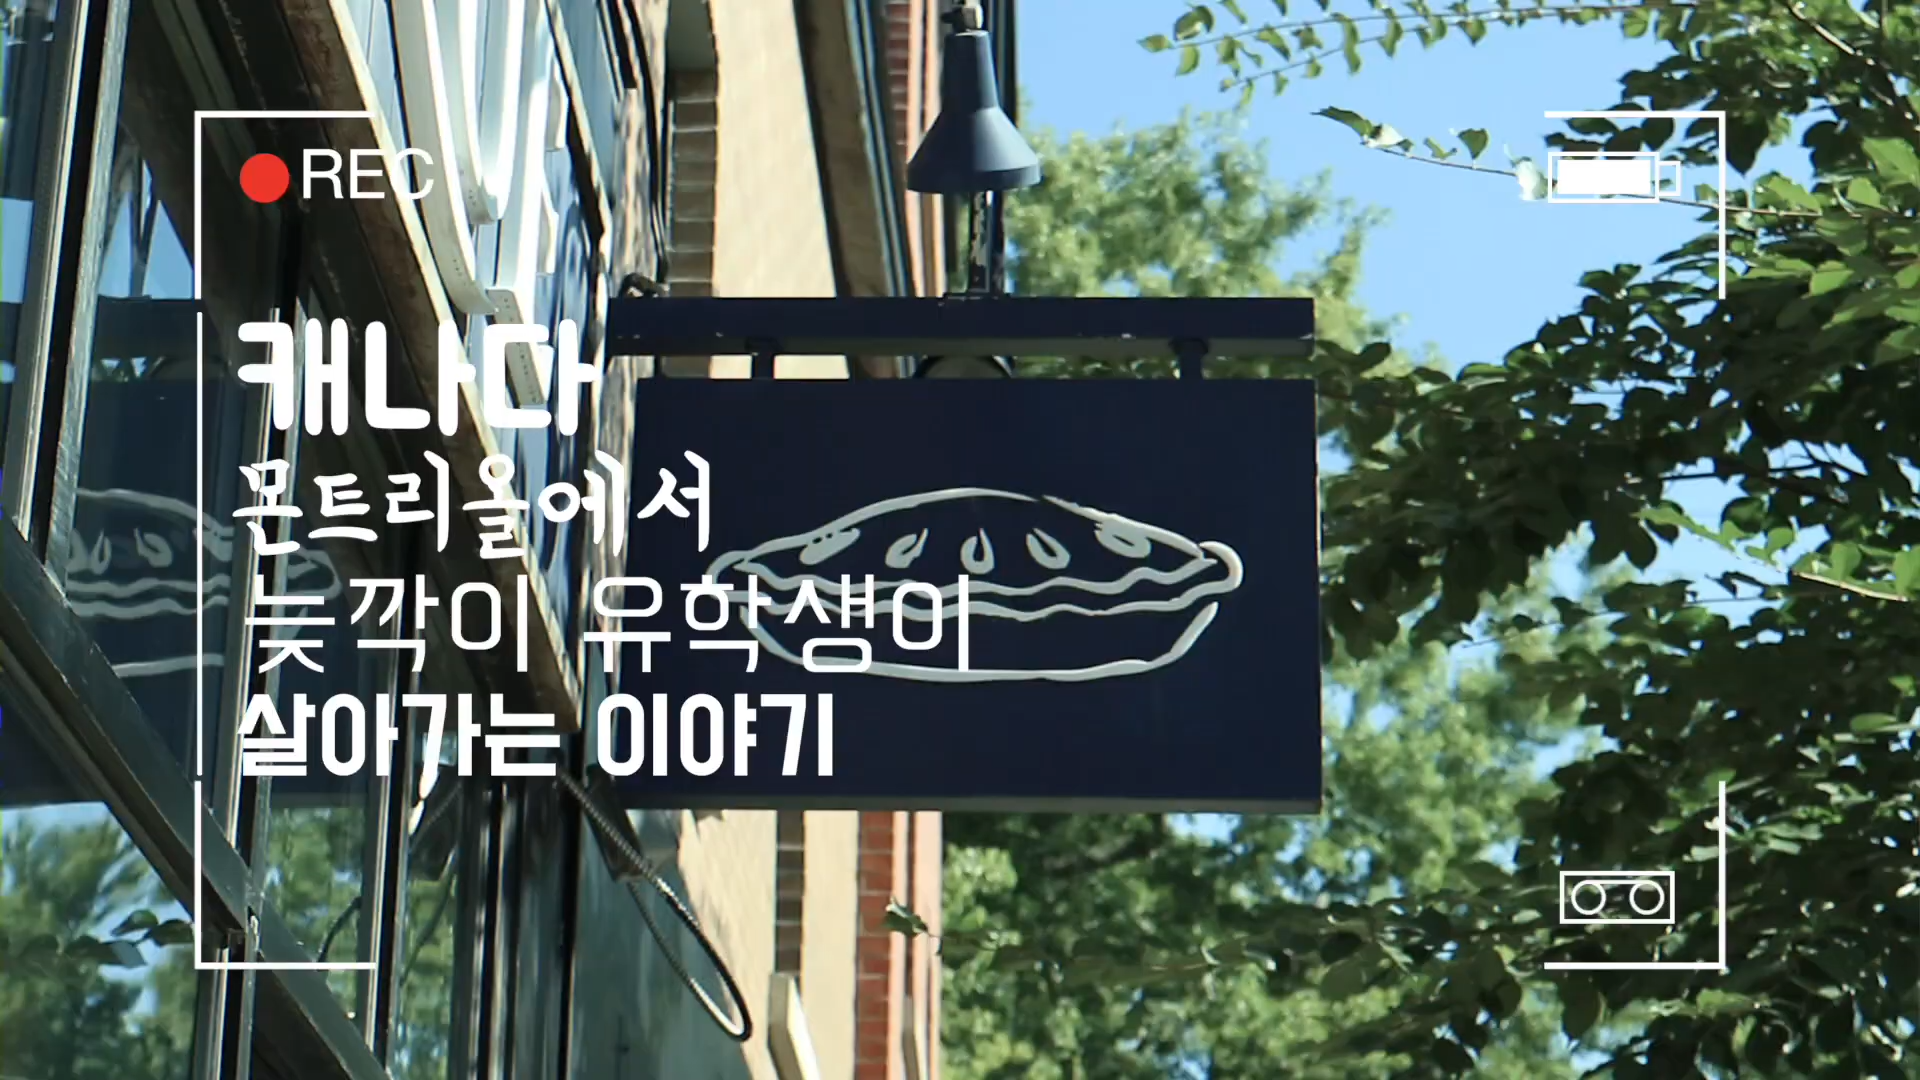 REC
캐나다
몬트리올에서
늦깍이 유학생이
살아가는 이야기